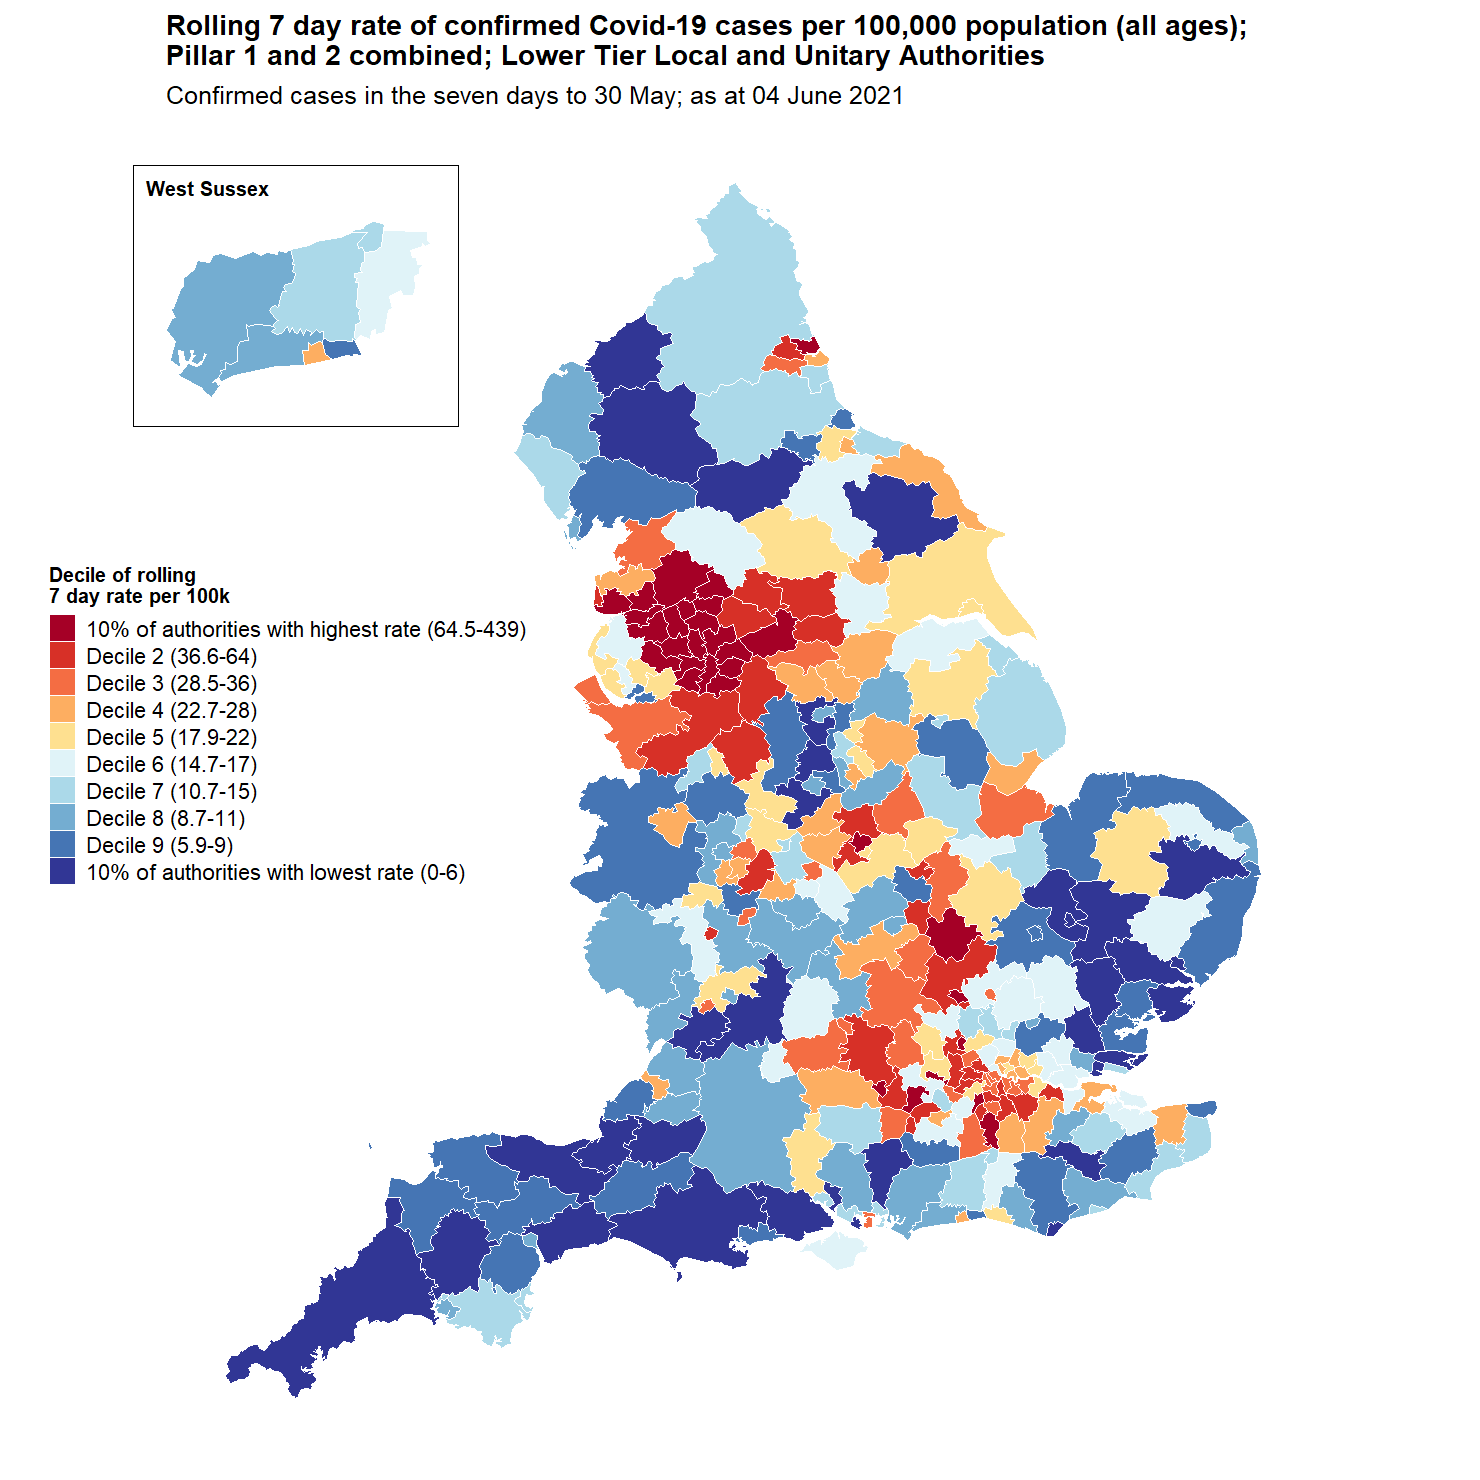 Rolling 7 day rate of confirmed Covid-19 cases per 100,000 population (all ages);
Pillar 1 and 2 combined; Lower Tier Local and Unitary Authorities
Confirmed cases in the seven days to 30 May; as at 04 June 2021
West Sussex
Decile of rolling
7 day rate per 100k
10% of authorities with highest rate (64.5-439)
Decile 2 (36.6-64)
Decile 3 (28.5-36)
Decile 4 (22.7-28)
Decile 5 (17.9-22)
Decile 6 (14.7-17)
Decile 7 (10.7-15)
Decile 8 (8.7-11)
Decile 9 (5.9-9)
10% of authorities with lowest rate (0-6)